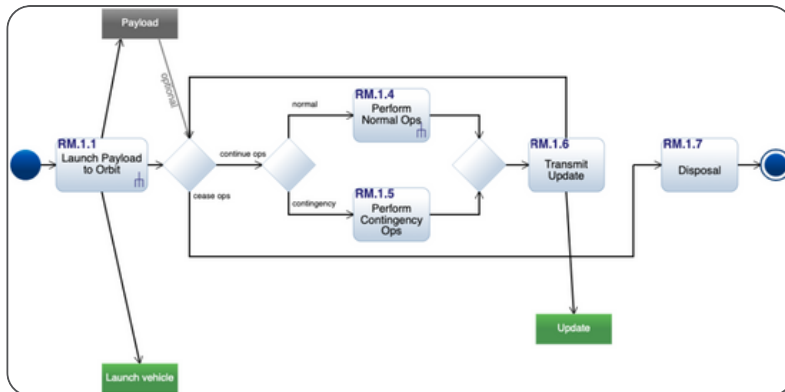 Payload
optional
RM.1.1
Launch Payload
to Orbit
continue ops
cease ops
normal
contingency
RM.1.4
Perform
Normal Ops
RM.1.5
Perform
Contingency
Ops
RM.1.6
Transmit
Update
RM.1.7
Disposal
Update
Launch vehicle